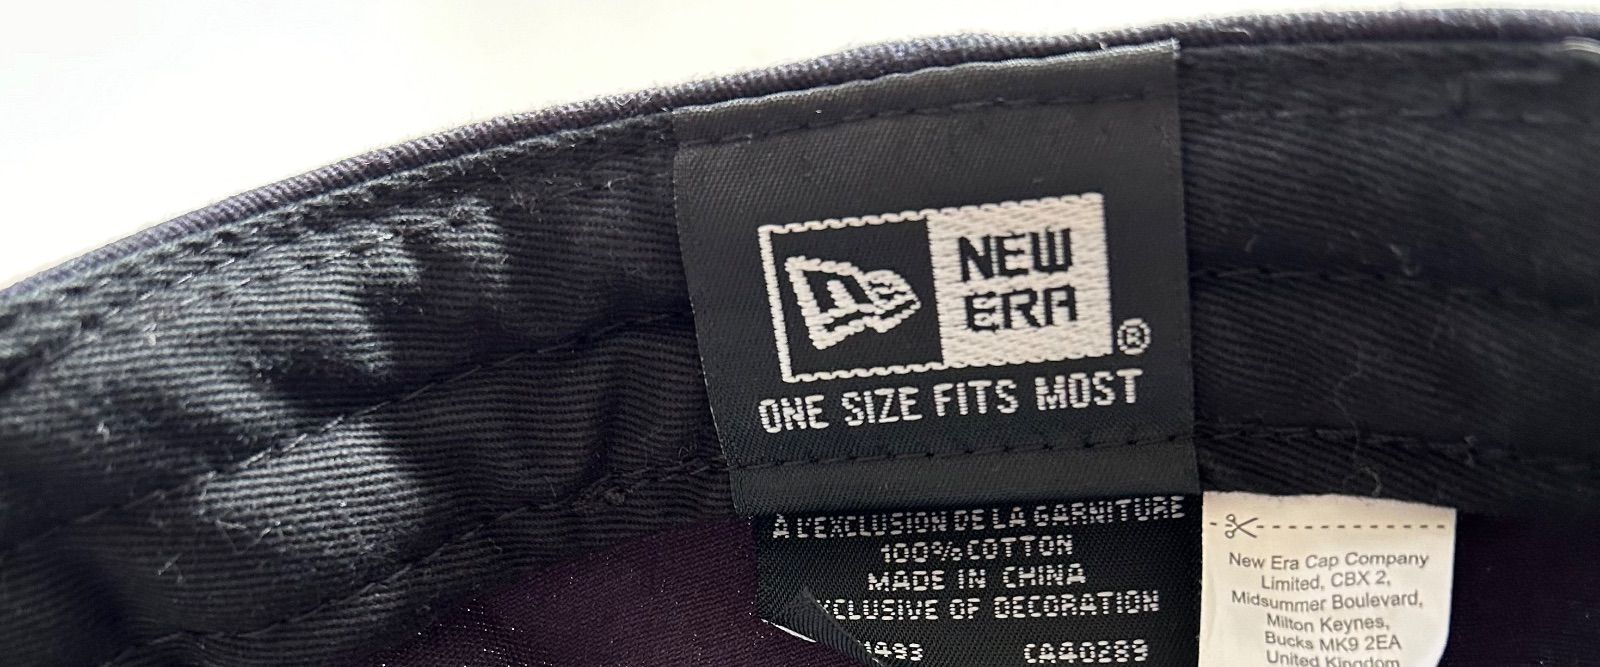 NE
NEW
ERA
®
ONE SIZE FITS MOST
À L'EXCLUSION DE LA GARNITURE
100% COTTON
MADE IN CHINA
EXCLUSIVE OF DECORATION
CA40289
New Era Cap Company
Limited, CBX 2,
Midsummer Boulevard,
Milton Keynes,
Bucks MK9 2EA
United Kingdom